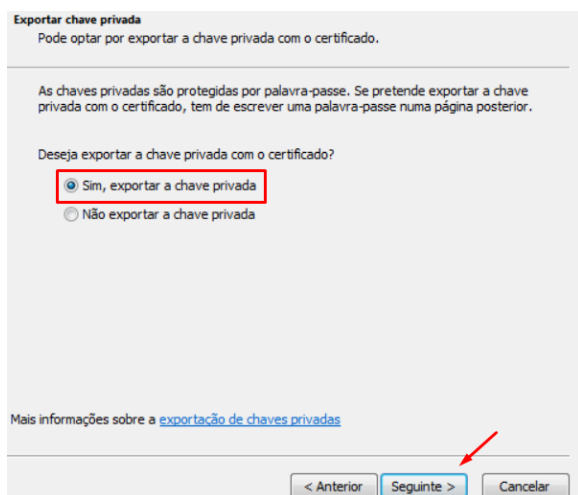 Exportar chave privada
Pode optar por exportar a chave privada com o certificado.
As chaves privadas são protegidas por palavra-passe. Se pretende exportar a chave
privada com o certificado, tem de escrever uma palavra-passe numa página posterior.
Deseja exportar a chave privada com o certificado?
Sim, exportar a chave privada
Não exportar a chave privada
Mais informações sobre a exportação de chaves privadas
< Anterior Seguinte > Cancelar